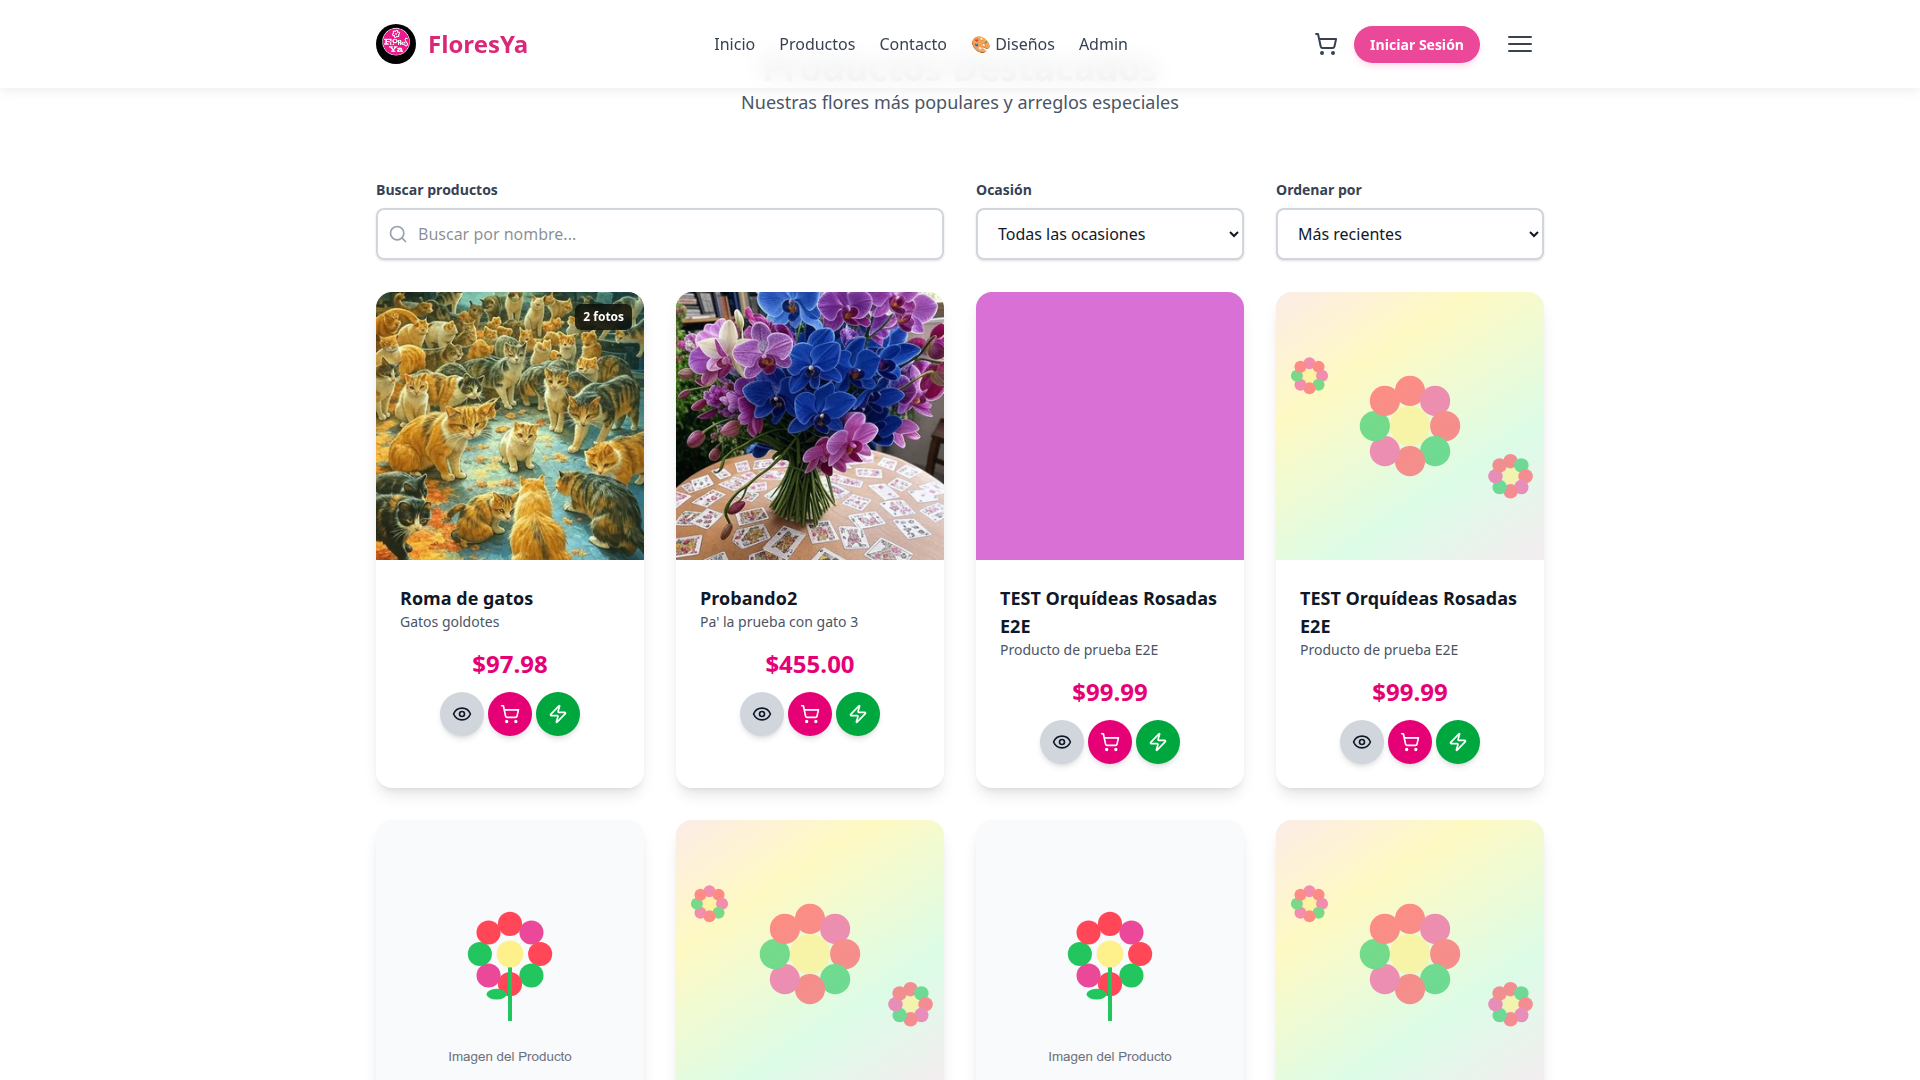 FloresYa
Inicio
Productos
Contacto
🎨 Diseños
Admin
Iniciar Sesión
Productos Destacados
Nuestras flores más populares y arreglos especiales
Buscar productos
Ocasión
Ordenar por
Buscar por nombre...
Todas las ocasiones
Más recientes
2 fotos
Roma de gatos
Gatos goldotes
$97.98
Probando2
Pa' la prueba con gato 3
$455.00
TEST Orquídeas Rosadas
E2E
Producto de prueba E2E
$99.99
TEST Orquídeas Rosadas
E2E
Producto de prueba E2E
$99.99
Imagen del Producto
Imagen del Producto